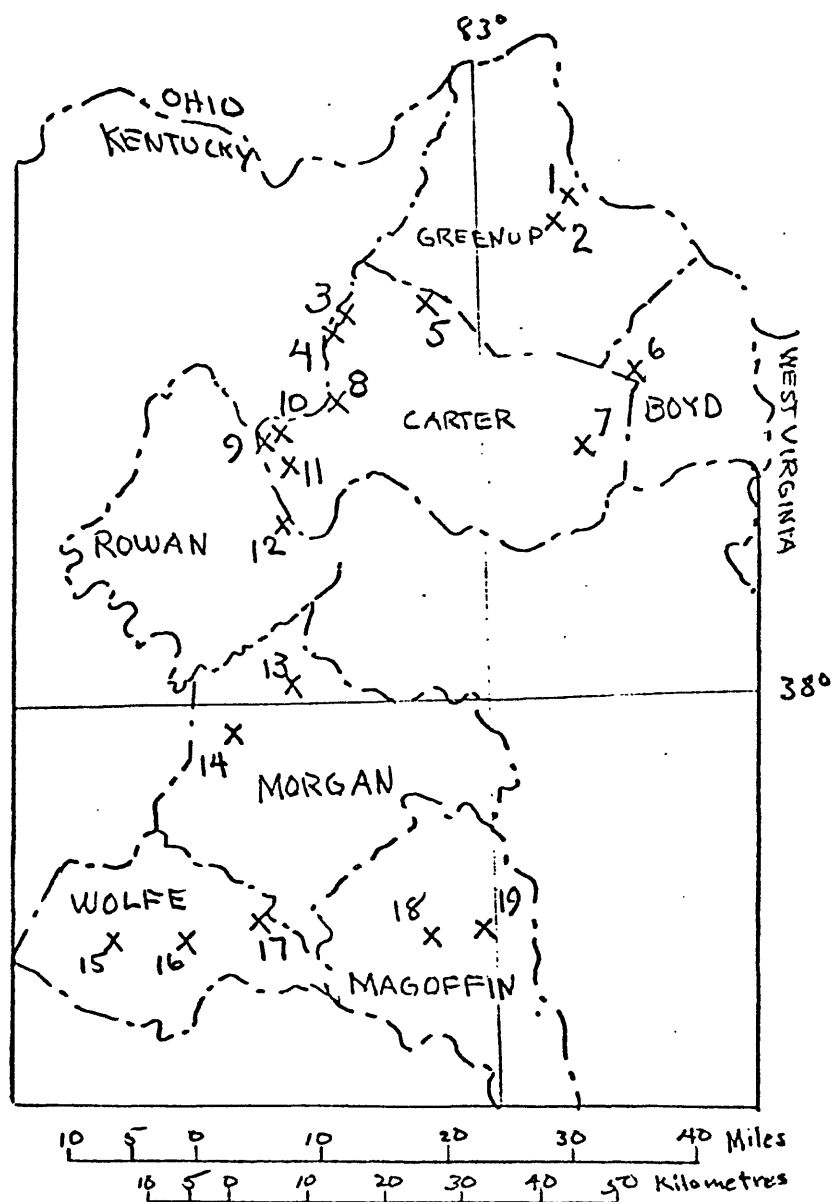 83°
OHIO
KENTUCKY
1
GREENUP 2
3
4
5
6
8
10
CARTER
7
BOYD
WEST VIRGINIA
9
11
ROWAN
12
13
38°
14
MORGAN
WOLFE
18
19
15
16
17
MAGOFFIN
10 5 0 10 20 30 40 Miles
10 5 0 10 20 30 40 50 Kilometres